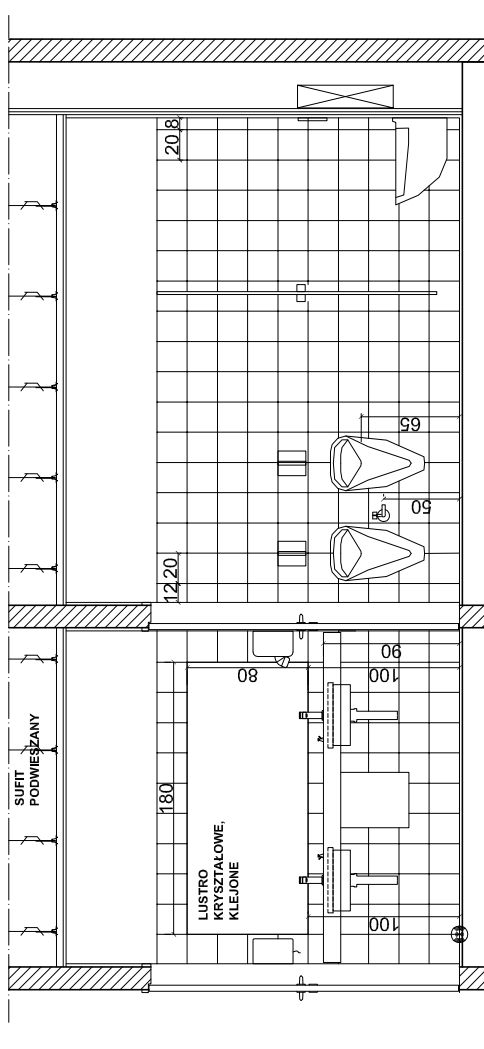 20 8
65
50
12 20
90
80
100
SUFIT
PODWIESZANY
180
LUSTRO
KRYSZTAŁOWE,
KLEJONE
100